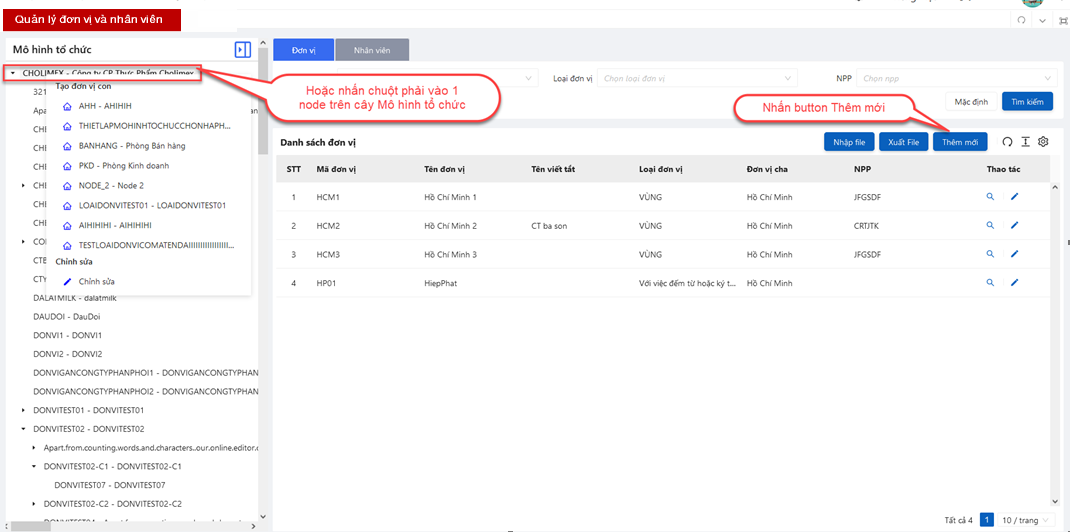 Quản lý đơn vị và nhân viên
Mô hình tổ chức
CHOLIMEX - Công ty CP Thực Phẩm Cholimex
Tạo đơn vị con
321
AHH - AHIHIH
Apa
an
THIETLAPMOHINHTOCHUCCHONHAPH...
CHE
BANHANG - Phòng Bán hàng
CHE
PKD - Phòng Kinh doanh
CHE
NODE_2 - Node 2
CHE
LOAIDONVITEST01 - LOAIDONVITEST01
CHE
AIHIHIHI - AIHIHIHI
CHE
TESTLOAIDONVICOMATENDAIIIIIIIIIIIIIIIIII...
CO
Chỉnh sửa
CTE
Chỉnh sửa
CTY
DALATMILK - dalatmilk
DAUDOI - DauDoi
DONVI1 - DONVI1
DONVI2 - DONVI2
DONVIGANCONGTYPHANPHOI1 - DONVIGANCONGTYPHAN
DONVIGANCONGTYPHANPHOI2 - DONVIGANCONGTYPHAN
DONVITEST01 - DONVITEST01
DONVITEST02 - DONVITEST02
Apart.from.counting.words.and.characters..our.online.editor.c
DONVITEST02-C1 - DONVITEST02-C1
DONVITEST07 - DONVITEST07
DONVITEST02-C2 - DONVITEST02-C2
Đơn vị
Nhân viên
Hoặc nhấn chuột phải vào 1
node trên cây Mô hình tổ chức
Loại đơn vị
Chọn loại đơn vị
NPP
Chọn npp
Nhấn button Thêm mới
Mặc định
Tìm kiếm
Danh sách đơn vị
Nhập file
Xuất File
Thêm mới
STT Mã đơn vị Tên đơn vị Tên viết tắt Loại đơn vị Đơn vị cha NPP Thao tác
1 HCM1 Hồ Chí Minh 1 VÙNG Hồ Chí Minh JFGSDF
2 HCM2 Hồ Chí Minh 2 CT ba son VÙNG Hồ Chí Minh CRTJTK
3 HCM3 Hồ Chí Minh 3 VÙNG Hồ Chí Minh JFGSDF
4 HP01 HiepPhat Với việc đếm từ hoặc ký t... Hồ Chí Minh
Tất cả 4
1
10 / trang